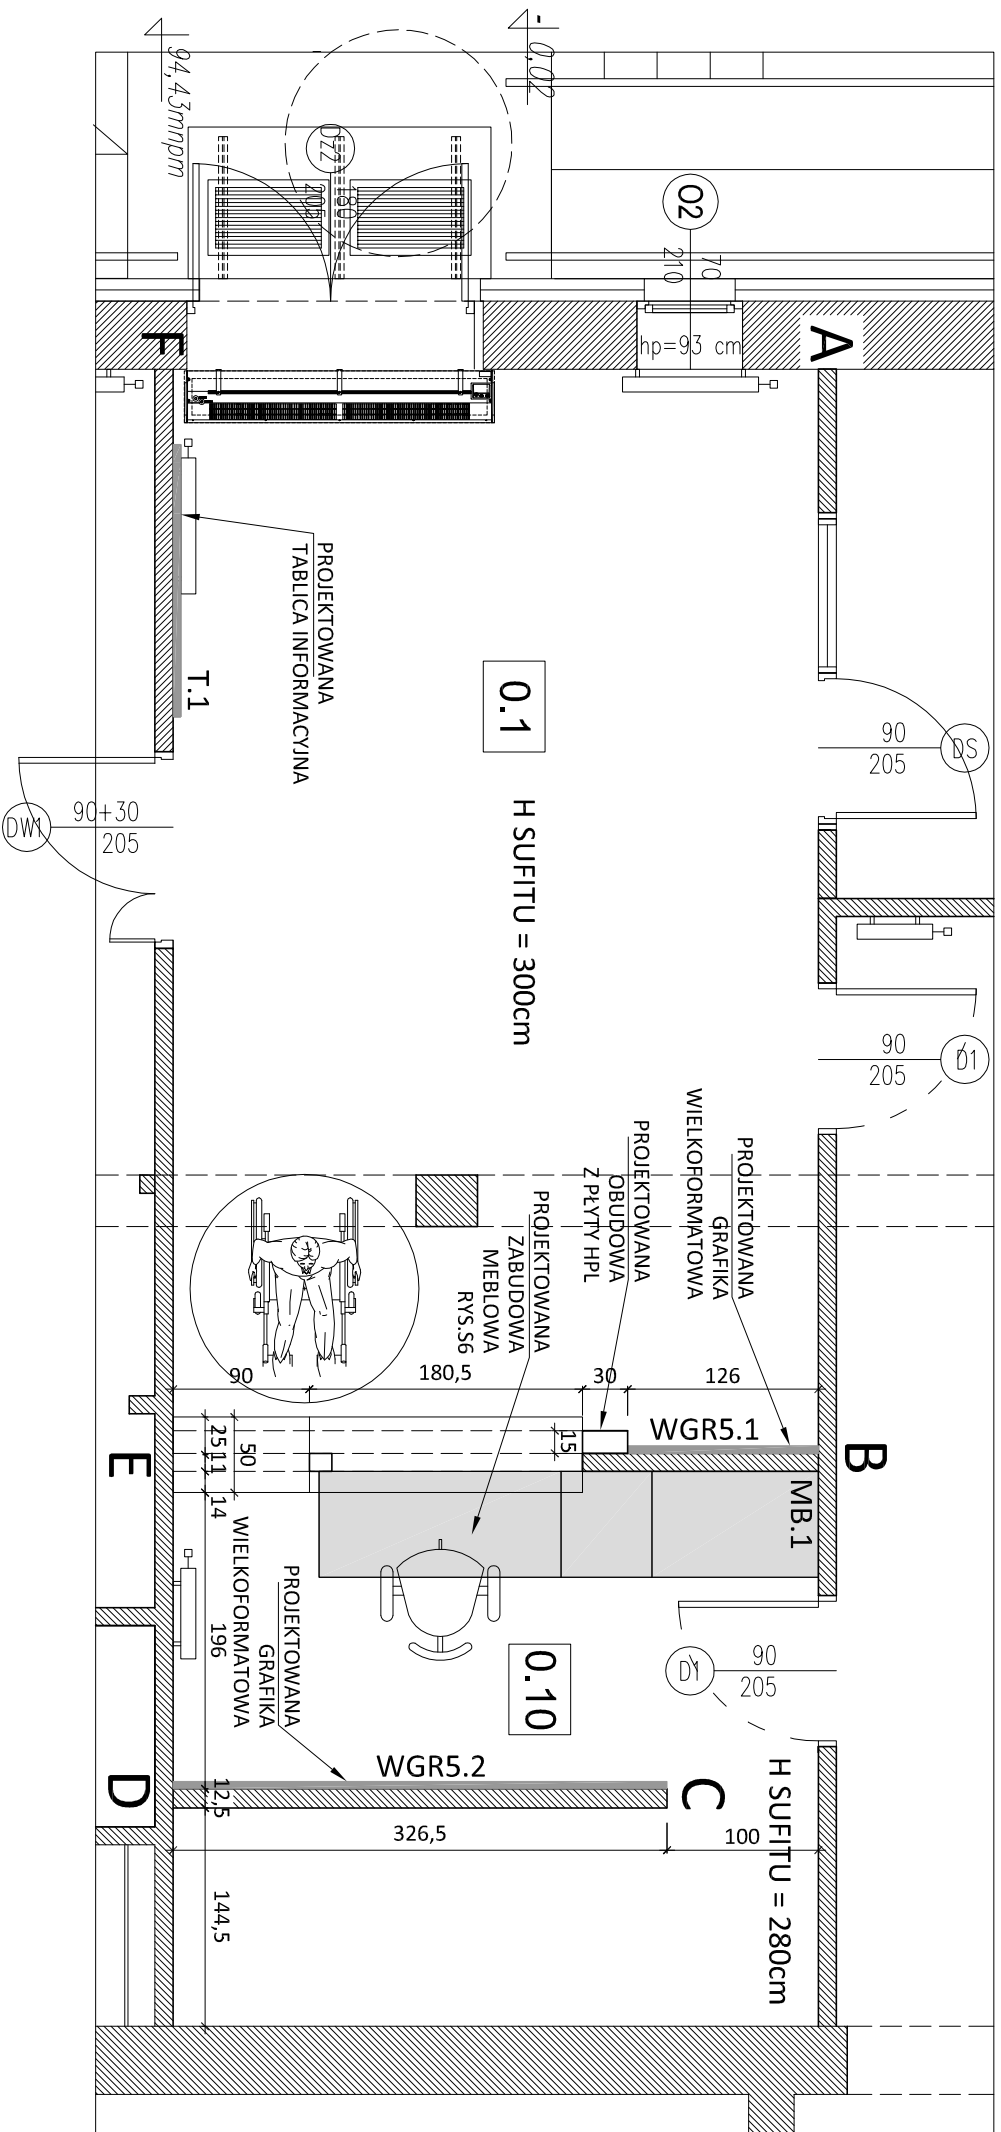 - 0,02
94,43mnpm
Dz2
180
205
O2
70
210
hp=93 cm
A
F
PROJEKTOWANA
TABLICA INFORMACYJNA
T.1
0.1
H SUFITU = 300cm
DS
90
205
DW1
90+30
205
D1
90
205
PROJEKTOWANA
GRAFIKA
WIELKOFORMATOWA
PROJEKTOWANA
OBUDOWA
Z PŁYTY HPL
PROJEKTOWANA
ZABUDOWA
MEBLOWA
RYS.S6
90
180,5
30
126
WGR5.1
B
MB.1
E
25
11
14
50
15
PROJEKTOWANA
GRAFIKA
WIELKOFORMATOWA
196
0.10
D1
90
205
WGR5.2
C
D
12,5
H SUFITU = 280cm
326,5
100
144,5